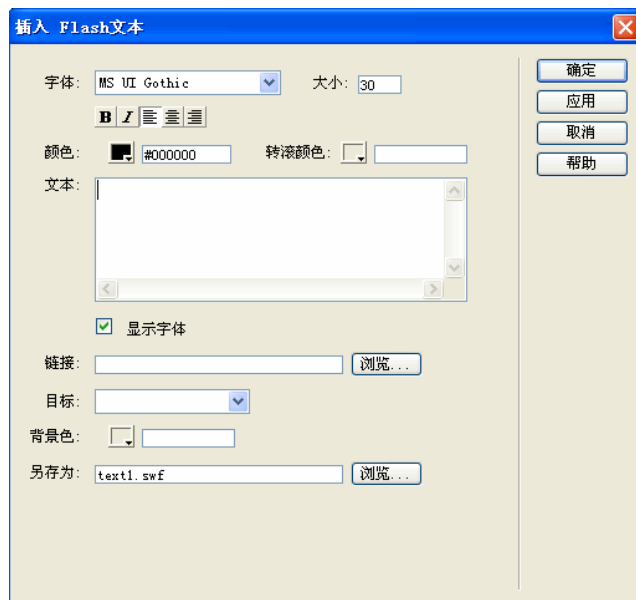 插入 Flash文本
字体: MS UI Gothic 大小: 30
B I
颜色: #000000 转滚颜色:
文本:
显示字体
链接: 浏览...
目标:
背景色:
另存为: text1.swf 浏览...
确定
应用
取消
帮助